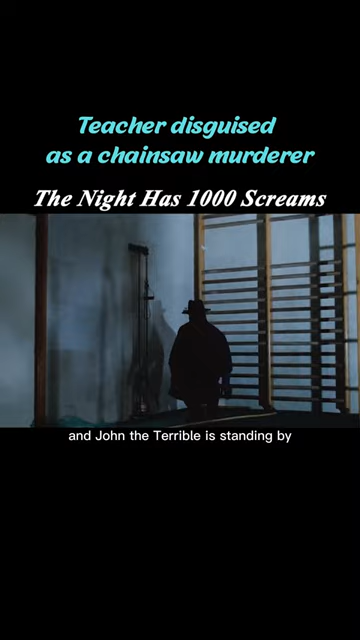 Teacher disguised
as a chainsaw murderer
The Night Has 1000 Screams
and John the Terrible is standing by